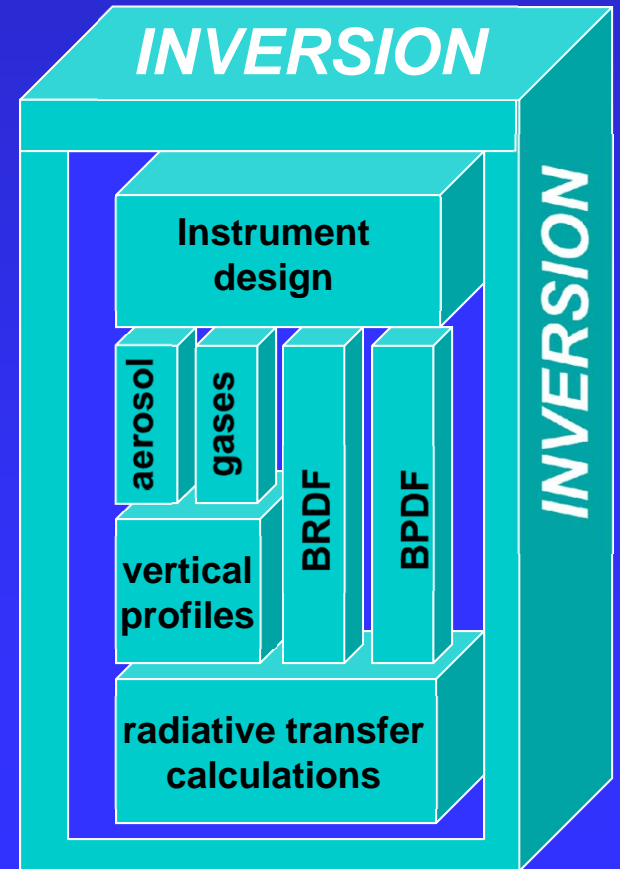 INVERSION
INVERSION
Instrument
design
aerosol
gases
BRDF
BPDF
vertical
profiles
radiative transfer
calculations